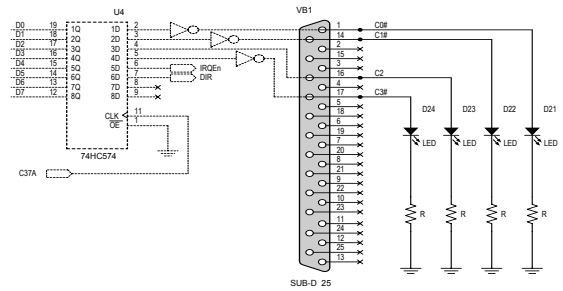 U4
VB1
D0 19 1Q 1D 2
D1 18 2Q 2D 3
D2 17 3Q 3D 4
D3 16 4Q 4D 5
D4 15 5Q 5D 6 IRQEn
D5 14 6Q 6D 7 DIR
D6 13 7Q 7D 8
D7 12 8Q 8D 9
CLK 11
OE 1
74HC574
C37A
1 C0#
14 C1#
2
15
3
16 C2
4
17 C3#
5
18
6
19
7
20
8
21
9
22
10
23
11
24
12
25
13
SUB-D 25
D24 D23 D22 D21
LED LED LED LED
R R R R